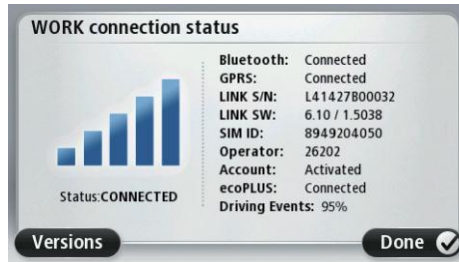 WORK connection status
Bluetooth: Connected
GPRS: Connected
LINK S/N: L41427B00032
LINK SW: 6.10 / 1.5038
SIM ID: 8949204050
Operator: 26202
Account: Activated
ecoPLUS: Connected
Driving Events: 95%
Status:CONNECTED
Versions
Done